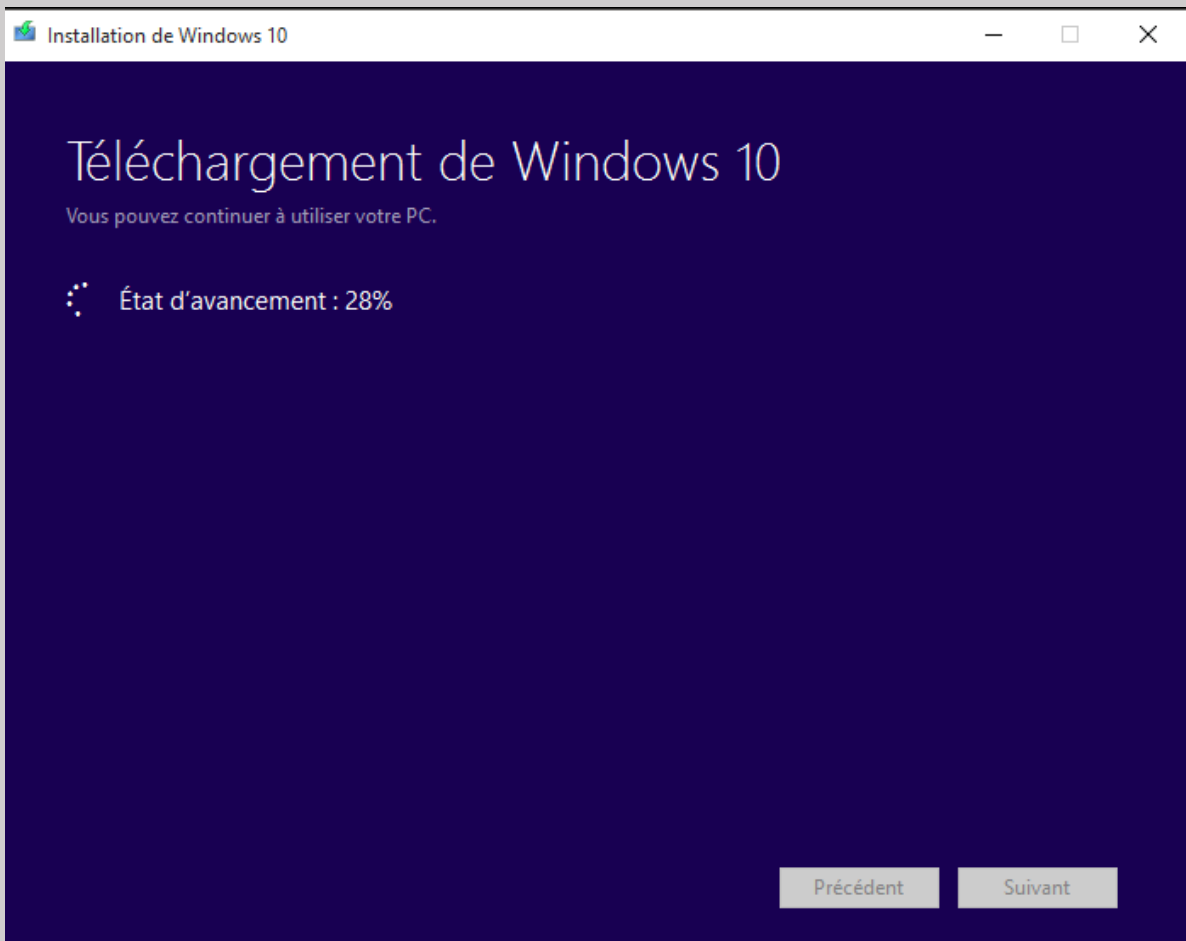 Installation de Windows 10
Téléchargement de Windows 10
Vous pouvez continuer à utiliser votre PC.
État d’avancement : 28%
Précédent
Suivant